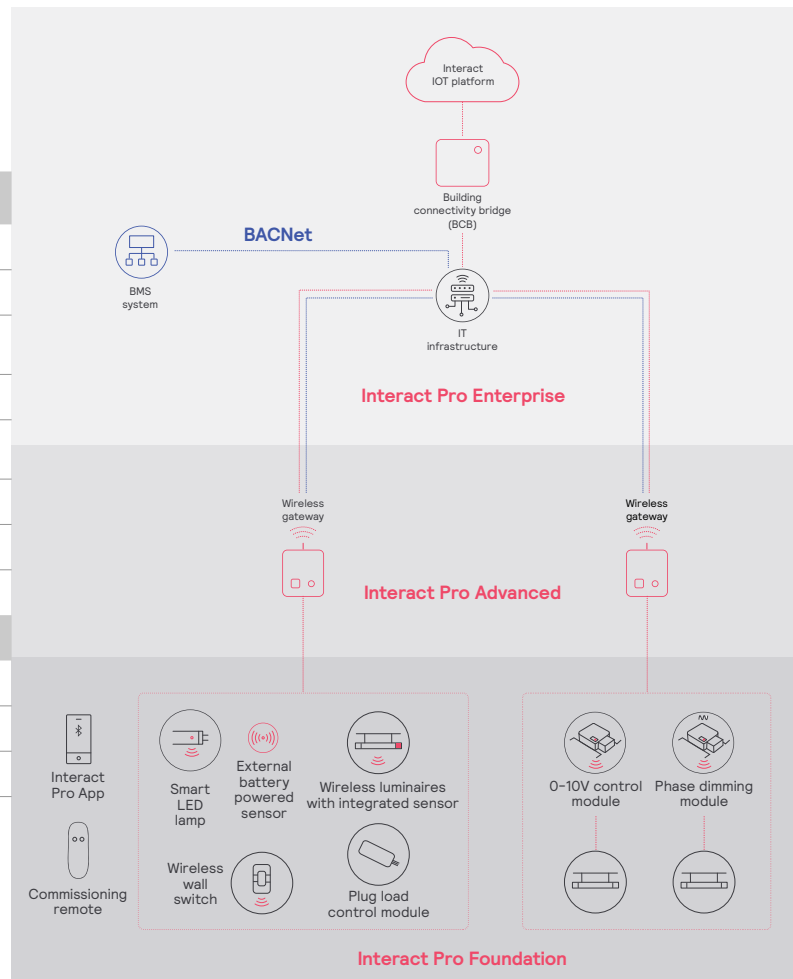 Interact
IOT platform
Building
connectivity bridge
(BCB)
BACNet
BMS
system
IT
infrastructure
Interact Pro Enterprise
Wireless
gateway
Wireless
gateway
Interact Pro Advanced
Interact
Pro App
Commissioning
remote
Smart
LED
lamp
External
battery
powered
sensor
Wireless luminaires
with integrated sensor
Wireless
wall
switch
Plug load
control module
0-10V control
module
Phase dimming
module
Interact Pro Foundation